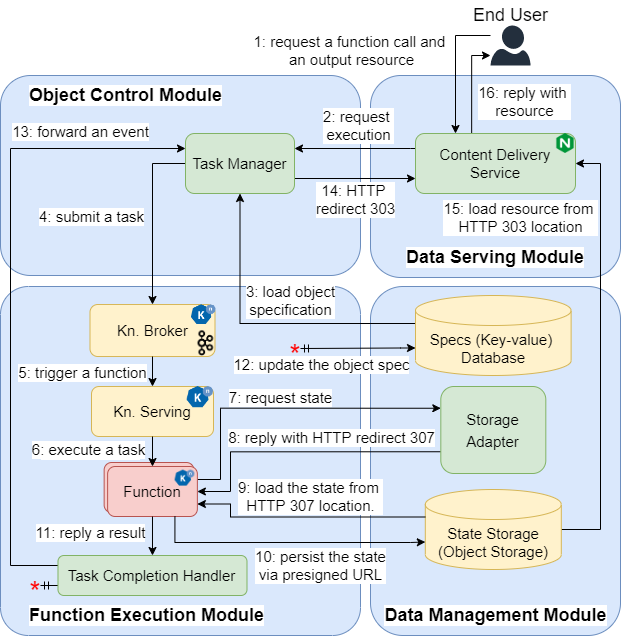 End User
1: request a function call and
an output resource
16: reply with
resource
Object Control Module
13: forward an event
2: request
execution
Task Manager
Content Delivery
Service
N
14: HTTP
redirect 303
4: submit a task
15: load resource from
HTTP 303 location
Data Serving Module
3: load object
specification
Kn. Broker
K
n
Specs (Key-value)
Database
*
12: update the object spec
5: trigger a function
Kn. Serving
K
n
7: request state
Storage
Adapter
6: execute a task
8: reply with HTTP redirect 307
Function
K
n
9: load the state from
HTTP 307 location.
State Storage
(Object Storage)
11: reply a result
10: persist the state
via presigned URL
Task Completion Handler
*
Function Execution Module
Data Management Module